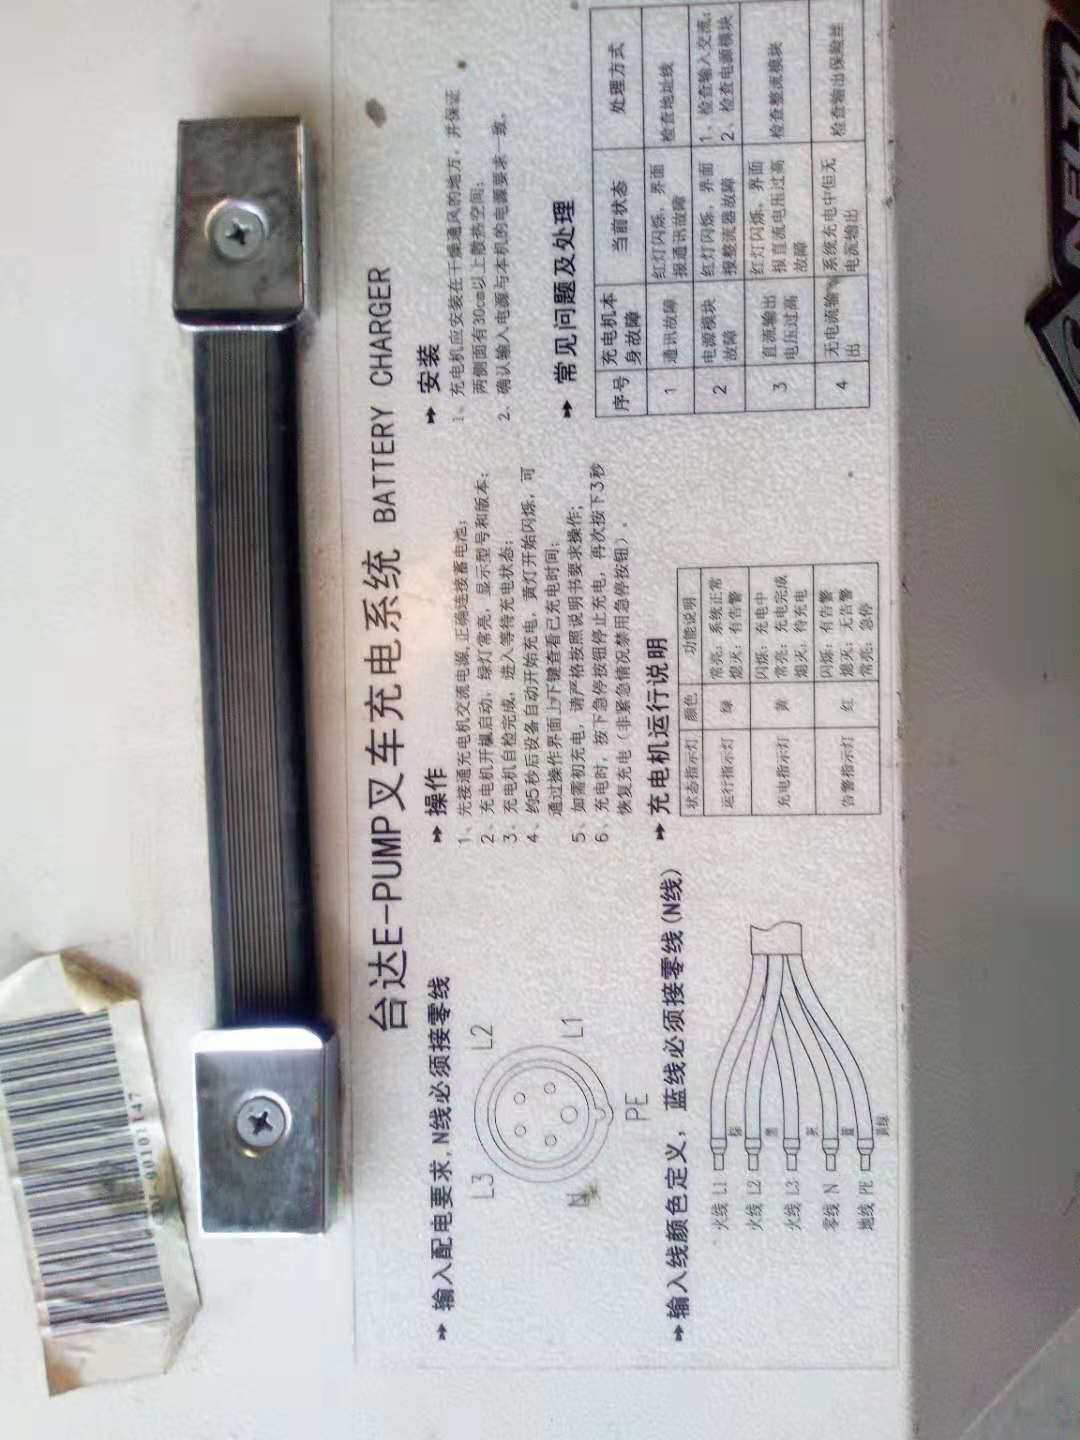 台达E-PUMP叉车充电系统 BATTERY CHARGER
输入配电要求,N线必须接零线
L3
L2
L1
N
PE
输入线颜色定义，蓝线必须接零线(N线)
火线 L1 棕
火线 L2 黑
火线 L3 灰
零线 N 蓝
地线 PE 黄绿
操作
1、先接通充电机交流电源,正确连接蓄电池;
2、充电机开机启动，绿灯常亮，显示型号和版本;
3、充电机自检完成，进入等待充电状态;
4、约5秒后设备自动开始充电，黄灯开始闪烁，可
通过操作界面上下键查看已充电时间;
5、如需初充电，请严格按照说明书要求操作;
6、充电时，按下急停按钮停止充电，再次按下3秒
恢复充电（非紧急情况禁用急停按钮）。
充电机运行说明
状态指示灯 颜色 功能说明
运行指示灯 绿 常亮：系统正常
熄灭：有告警
充电指示灯 黄 闪烁：充电中
常亮：充电完成
熄灭：待充电
告警指示灯 红 闪烁：有告警
熄灭：无告警
常亮：急停
安装
1、充电机应安装在干燥通风的地方，并保证
两侧面有30cm以上散热空间;
2、确认输入电源与本机的电源要求一致。
常见问题及处理
序号 充电机本身故障 当前状态 处理方式
1 通讯故障 红灯闪烁、界面报通讯故障 检查地址线
2 电源模块故障 红灯闪烁、界面报整流器故障 1、检查输入交流;
2、检查电源模块
3 直流输出电压过高 红灯闪烁、界面报直流电压过高故障 检查整流模块
4 无电流输出 系统充电中但无电流输出 检查输出保险丝